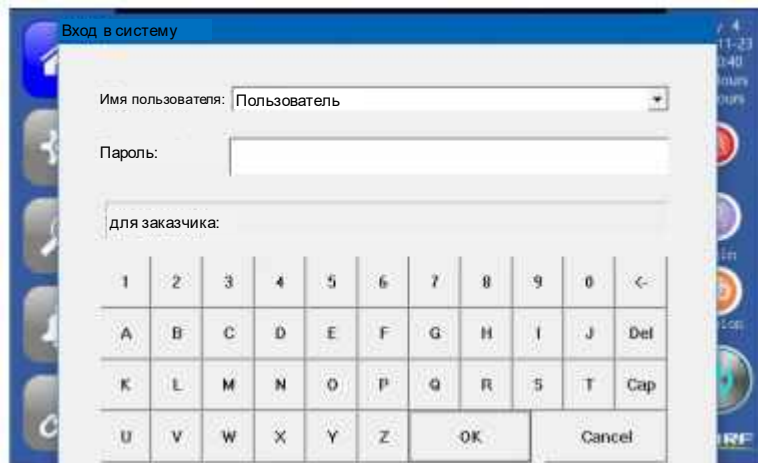 Вход в систему
Имя пользователя: Пользователь
Пароль:
для заказчика:
1 2 3 4 5 6 7 8 9 0 <-
A B C D E F G H I J Del
K L M N O P Q R S T Cap
U V W X Y Z OK Cancel